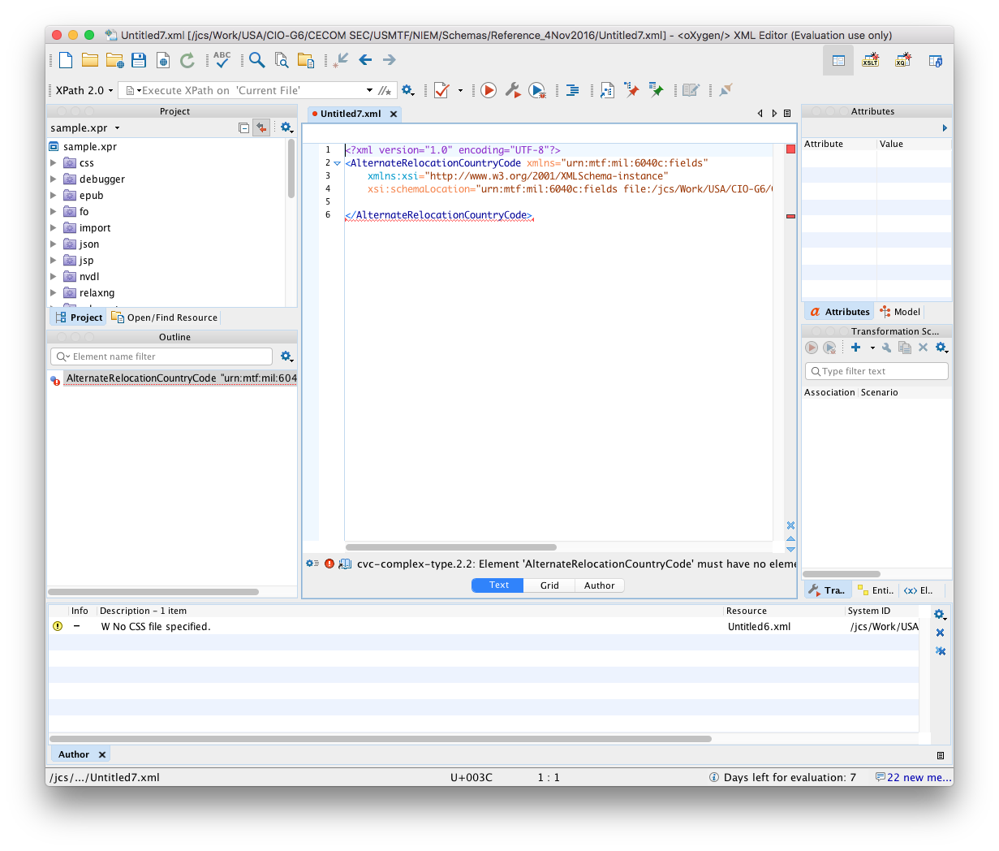 Untitled7.xml [/jcs/Work/USA/CIO-G6/CECOM SEC/USMTF/NIEM/Schemas/Reference_4Nov2016/Untitled7.xml] - <oXygen/> XML Editor (Evaluation use only)
ABC
XSLT
XQ
XPath 2.0
Execute XPath on 'Current File'
Project
sample.xpr
sample.xpr
css
debugger
epub
fo
import
json
jsp
nvdl
relaxng
Project
Open/Find Resource
Outline
Element name filter
AlternateRelocationCountryCode "urn:mtf:mil:604
Untitled7.xml
1 <?xml version="1.0" encoding="UTF-8"?>
2 <AlternateRelocationCountryCode xmlns="urn:mtf:mil:6040c:fields"
3 xmlns:xsi="http://www.w3.org/2001/XMLSchema-instance"
4 xsi:schemaLocation="urn:mtf:mil:6040c:fields file:/jcs/Work/USA/CIO-G6/
5
6 </AlternateRelocationCountryCode>
cvc-complex-type.2.2: Element 'AlternateRelocationCountryCode' must have no eleme
Text Grid Author
Attributes
Attribute Value
Attributes
Model
Transformation Sc...
Type filter text
Association Scenario
Tra.. Enti.. <x> El..
Info Description - 1 item Resource System ID
W No CSS file specified. Untitled6.xml /jcs/Work/USA
Author
/jcs/.../Untitled7.xml U+003C 1 : 1 Days left for evaluation: 7 22 new me...